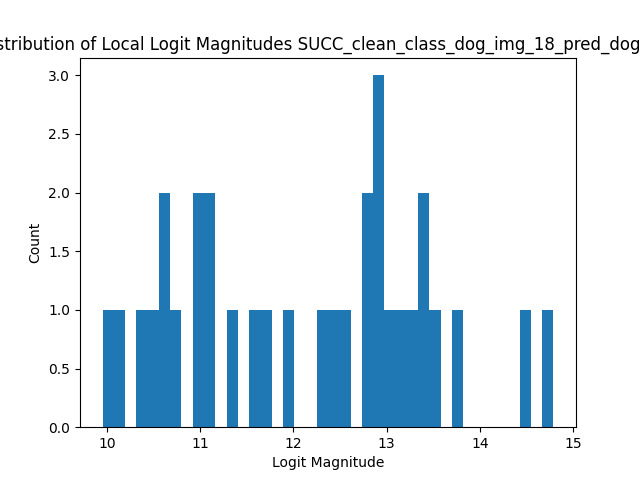 stribution of Local Logit Magnitudes SUCC_clean_class_dog_img_18_pred_dog
3.0
2.5
2.0
1.5
1.0
0.5
0.0
Count
10 11 12 13 14 15
Logit Magnitude